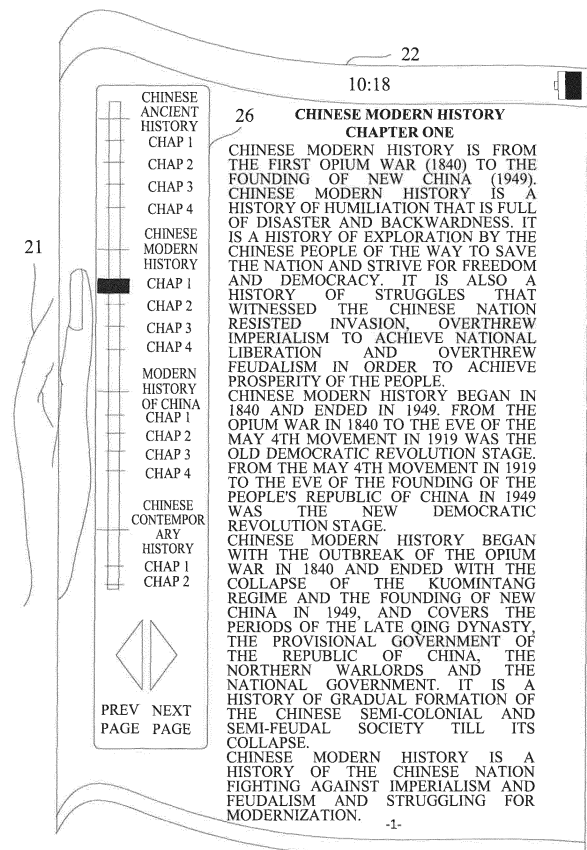 22
10:18
21
26
CHINESE
ANCIENT
HISTORY
CHAP 1
CHAP 2
CHAP 3
CHAP 4
CHINESE
MODERN
HISTORY
CHAP 1
CHAP 2
CHAP 3
CHAP 4
MODERN
HISTORY
OF CHINA
CHAP 1
CHAP 2
CHAP 3
CHAP 4
CHINESE
CONTEMPOR
ARY
HISTORY
CHAP 1
CHAP 2
PREV NEXT
PAGE PAGE
CHINESE MODERN HISTORY
CHAPTER ONE
CHINESE MODERN HISTORY IS FROM
THE FIRST OPIUM WAR (1840) TO THE
FOUNDING OF NEW CHINA (1949).
CHINESE MODERN HISTORY IS A
HISTORY OF HUMILIATION THAT IS FULL
OF DISASTER AND BACKWARDNESS. IT
IS A HISTORY OF EXPLORATION BY THE
CHINESE PEOPLE OF THE WAY TO SAVE
THE NATION AND STRIVE FOR FREEDOM
AND DEMOCRACY. IT IS ALSO A
HISTORY OF STRUGGLES THAT
WITNESSED THE CHINESE NATION
RESISTED INVASION, OVERTHREW
IMPERIALISM TO ACHIEVE NATIONAL
LIBERATION AND OVERTHREW
FEUDALISM IN ORDER TO ACHIEVE
PROSPERITY OF THE PEOPLE.
CHINESE MODERN HISTORY BEGAN IN
1840 AND ENDED IN 1949. FROM THE
OPIUM WAR IN 1840 TO THE EVE OF THE
MAY 4TH MOVEMENT IN 1919 WAS THE
OLD DEMOCRATIC REVOLUTION STAGE.
FROM THE MAY 4TH MOVEMENT IN 1919
TO THE EVE OF THE FOUNDING OF THE
PEOPLE'S REPUBLIC OF CHINA IN 1949
WAS THE NEW DEMOCRATIC
REVOLUTION STAGE.
CHINESE MODERN HISTORY BEGAN
WITH THE OUTBREAK OF THE OPIUM
WAR IN 1840 AND ENDED WITH THE
COLLAPSE OF THE KUOMINTANG
REGIME AND THE FOUNDING OF NEW
CHINA IN 1949, AND COVERS THE
PERIODS OF THE LATE QING DYNASTY,
THE PROVISIONAL GOVERNMENT OF
THE REPUBLIC OF CHINA, THE
NORTHERN WARLORDS AND THE
NATIONAL GOVERNMENT. IT IS A
HISTORY OF GRADUAL FORMATION OF
THE CHINESE SEMI-COLONIAL AND
SEMI-FEUDAL SOCIETY TILL ITS
COLLAPSE.
CHINESE MODERN HISTORY IS A
HISTORY OF THE CHINESE NATION
FIGHTING AGAINST IMPERIALISM AND
FEUDALISM AND STRUGGLING FOR
MODERNIZATION.
-1-